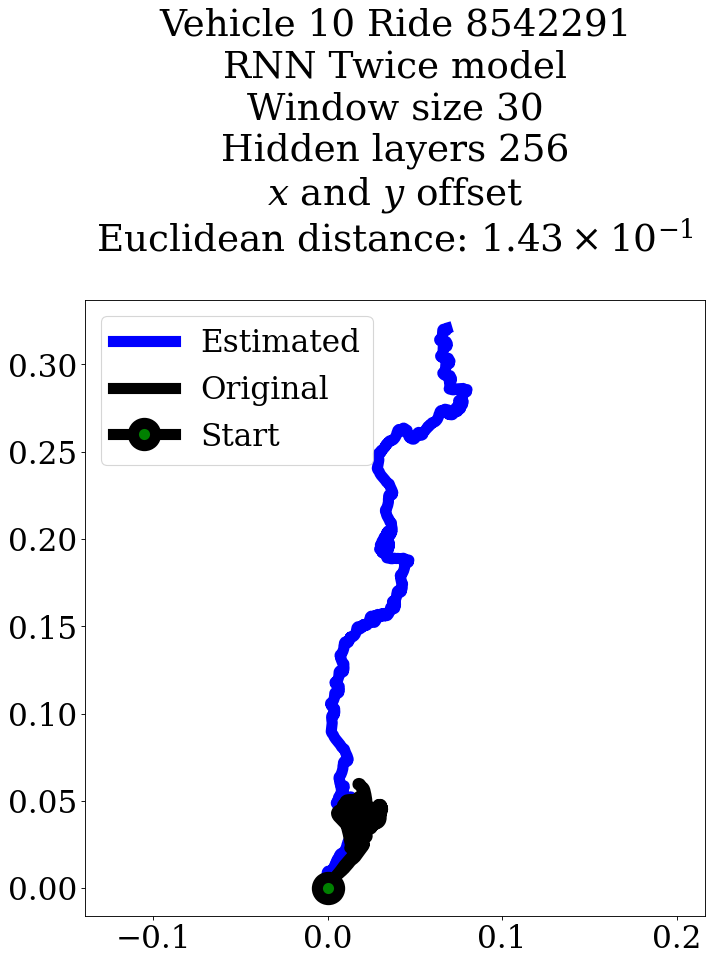 Vehicle 10 Ride 8542291
RNN Twice model
Window size 30
Hidden layers 256
x and y offset
Euclidean distance: 1.43 × 10⁻¹
Estimated
Original
Start
0.30
0.25
0.20
0.15
0.10
0.05
0.00
−0.1
0.0
0.1
0.2